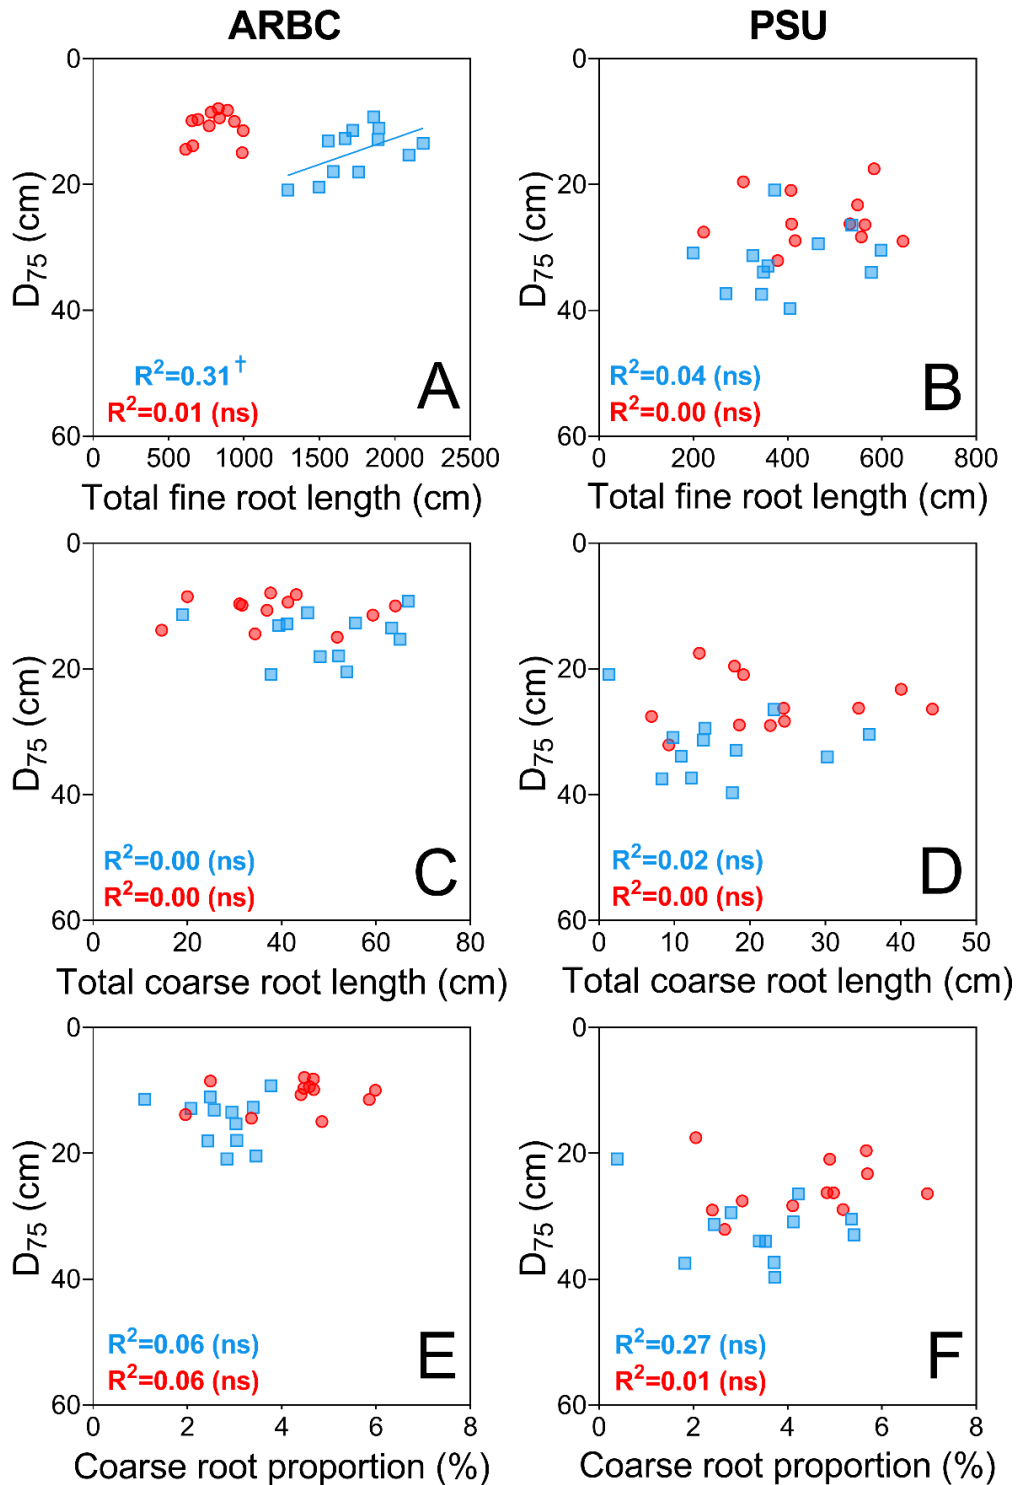 ARBC
PSU
0
20
40
60
D75 (cm)
R2=0.31†
R2=0.01 (ns)
A
0
500
1000
1500
2000
2500
Total fine root length (cm)
0
20
40
60
D75 (cm)
R2=0.04 (ns)
R2=0.00 (ns)
B
0
200
400
600
800
Total fine root length (cm)
0
20
40
60
D75 (cm)
R2=0.00 (ns)
R2=0.00 (ns)
C
0
20
40
60
80
Total coarse root length (cm)
0
20
40
60
D75 (cm)
R2=0.02 (ns)
R2=0.00 (ns)
D
0
10
20
30
40
50
Total coarse root length (cm)
0
20
40
60
D75 (cm)
R2=0.06 (ns)
R2=0.06 (ns)
E
0
2
4
6
8
Coarse root proportion (%)
0
20
40
60
D75 (cm)
R2=0.27 (ns)
R2=0.01 (ns)
F
0
2
4
6
8
Coarse root proportion (%)